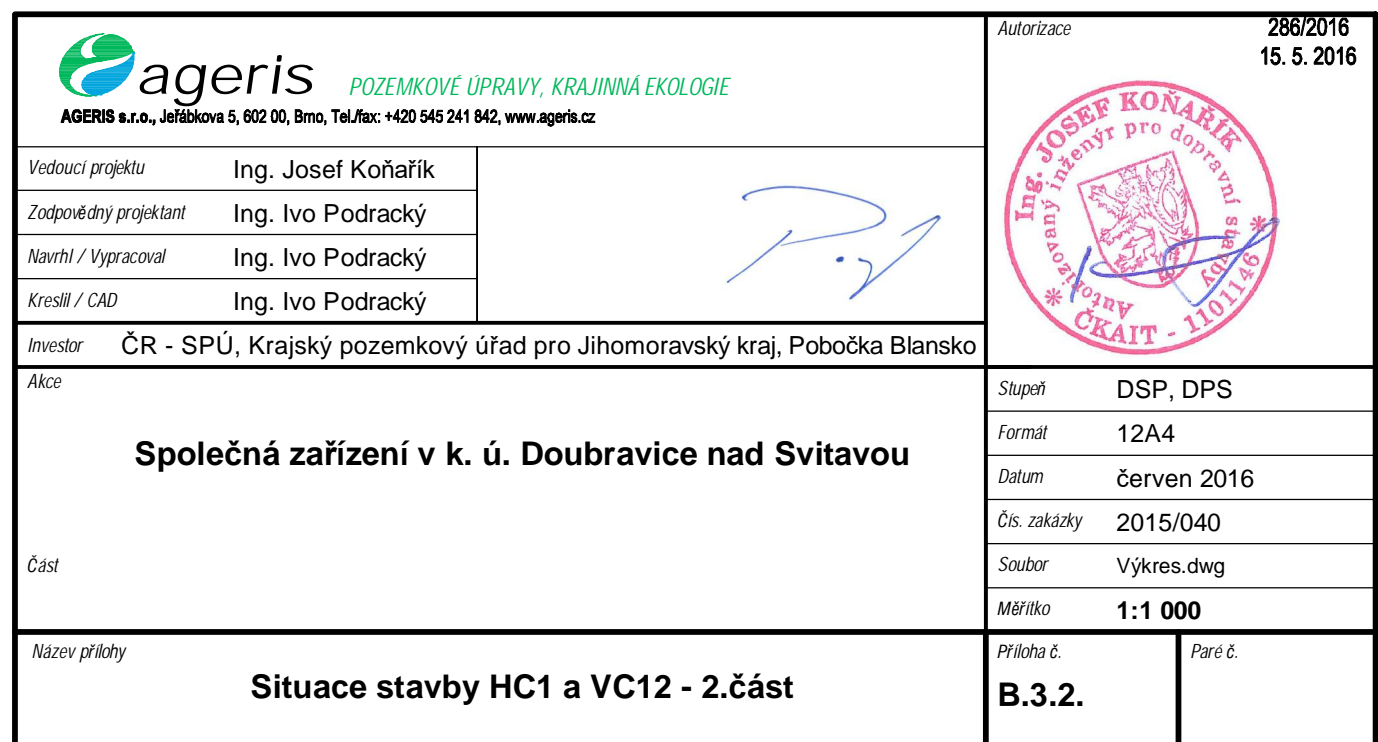 ageris POZEMKOVÉ ÚPRAVY, KRAJINNÁ EKOLOGIE
AGERIS s.r.o., Jeřábkova 5, 602 00, Brno, Tel./fax: +420 545 241 842, www.ageris.cz
Autorizace 286/2016
15. 5. 2016
Ing. JOSEF KOŇAŘÍK
Autorizovaný inženýr pro dopravní stavby
* ČKAIT - 1101146 *
Vedoucí projektu Ing. Josef Koňařík
Zodpovědný projektant Ing. Ivo Podracký
Navrhl / Vypracoval Ing. Ivo Podracký
Kreslil / CAD Ing. Ivo Podracký
Investor ČR - SPÚ, Krajský pozemkový úřad pro Jihomoravský kraj, Pobočka Blansko
Akce
Společná zařízení v k. ú. Doubravice nad Svitavou
Část
Stupeň DSP, DPS
Formát 12A4
Datum červen 2016
Čís. zakázky 2015/040
Soubor Výkres.dwg
Měřítko 1:1 000
Název přílohy
Situace stavby HC1 a VC12 - 2.část
Příloha č.
B.3.2.
Paré č.